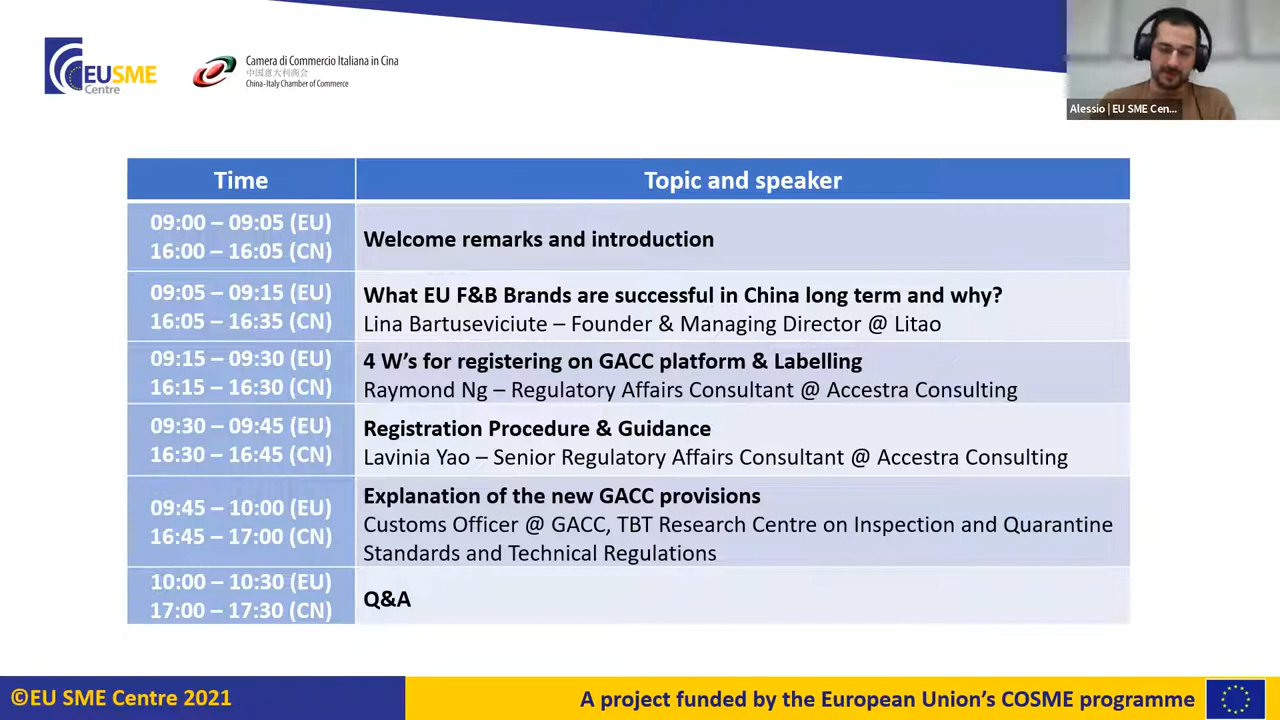 EUSME
Centre
Camera di Commercio Italiana in Cina
中国意大利商会
China-Italy Chamber of Commerce
Alessio | EU SME Cen...
Time
Topic and speaker
09:00 – 09:05 (EU)
16:00 – 16:05 (CN)
Welcome remarks and introduction
09:05 – 09:15 (EU)
16:05 – 16:35 (CN)
What EU F&B Brands are successful in China long term and why?
Lina Bartuseviciute – Founder & Managing Director @ Litao
09:15 – 09:30 (EU)
16:15 – 16:30 (CN)
4 W's for registering on GACC platform & Labelling
Raymond Ng – Regulatory Affairs Consultant @ Accestra Consulting
09:30 – 09:45 (EU)
16:30 – 16:45 (CN)
Registration Procedure & Guidance
Lavinia Yao – Senior Regulatory Affairs Consultant @ Accestra Consulting
09:45 – 10:00 (EU)
16:45 – 17:00 (CN)
Explanation of the new GACC provisions
Customs Officer @ GACC, TBT Research Centre on Inspection and Quarantine
Standards and Technical Regulations
10:00 – 10:30 (EU)
17:00 – 17:30 (CN)
Q&A
©EU SME Centre 2021
A project funded by the European Union's COSME programme